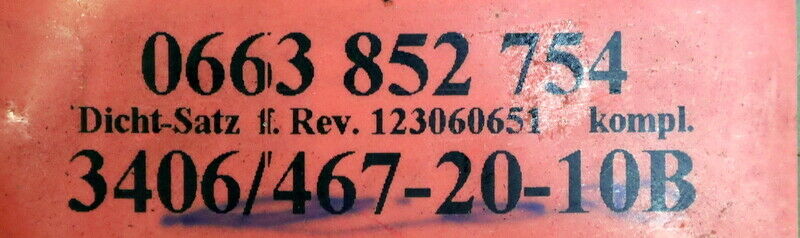 0663 852 754
Dicht-Satz f. Rev. 123060651 kompl.
3406/467-20-10B